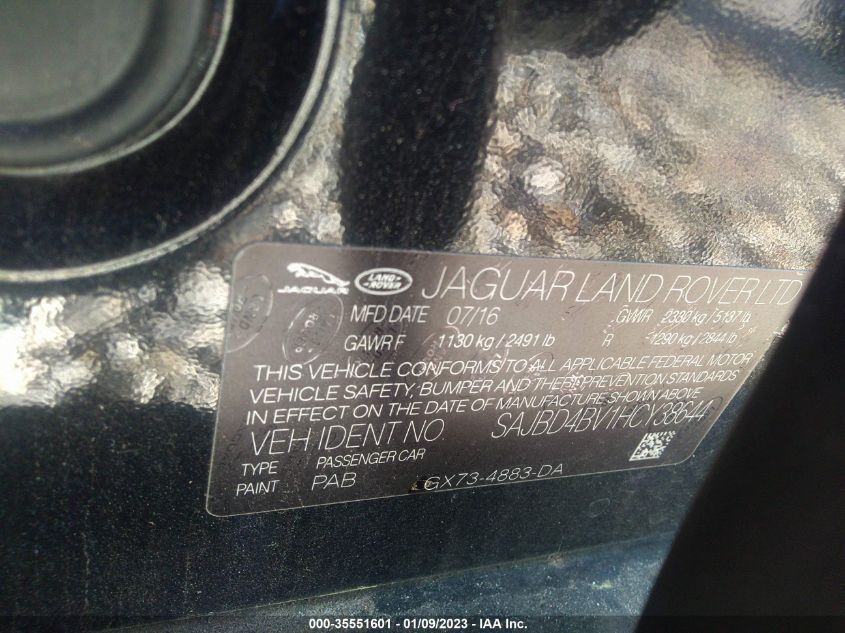 JAGUAR
LAND ROVER
JAGUAR LAND ROVER LTD
MFD DATE 07/16 GVWR 2330 kg / 5137 lb
GAWR F 1130 kg / 2491 lb R 1290 kg / 2844 lb
THIS VEHICLE CONFORMS TO ALL APPLICABLE FEDERAL MOTOR
VEHICLE SAFETY, BUMPER AND THEFT PREVENTION STANDARDS
IN EFFECT ON THE DATE OF MANUFACTURE SHOWN ABOVE
VEH IDENT NO. SAJBD4BV1HCY38644
TYPE PASSENGER CAR
PAINT PAB GX73-4883-DA
000-35551601 - 01/09/2023 - IAA Inc.